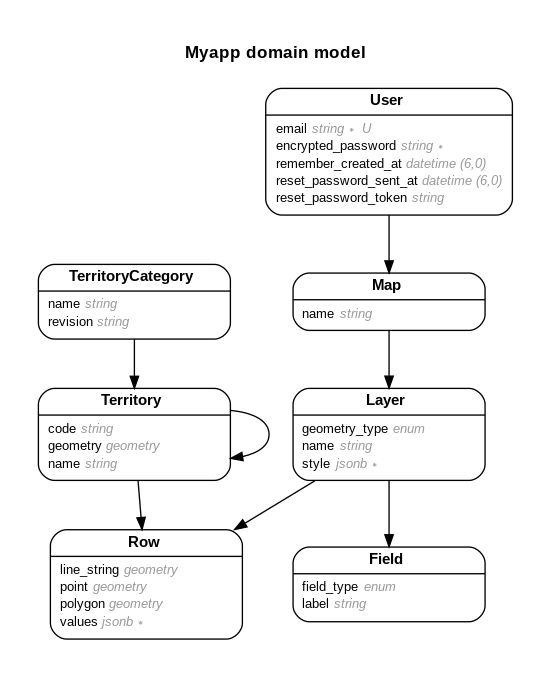 Myapp domain model
User
email string ∗ U
encrypted_password string ∗
remember_created_at datetime (6,0)
reset_password_sent_at datetime (6,0)
reset_password_token string
TerritoryCategory
name string
revision string
Map
name string
Territory
code string
geometry geometry
name string
Layer
geometry_type enum
name string
style jsonb ∗
Row
line_string geometry
point geometry
polygon geometry
values jsonb ∗
Field
field_type enum
label string